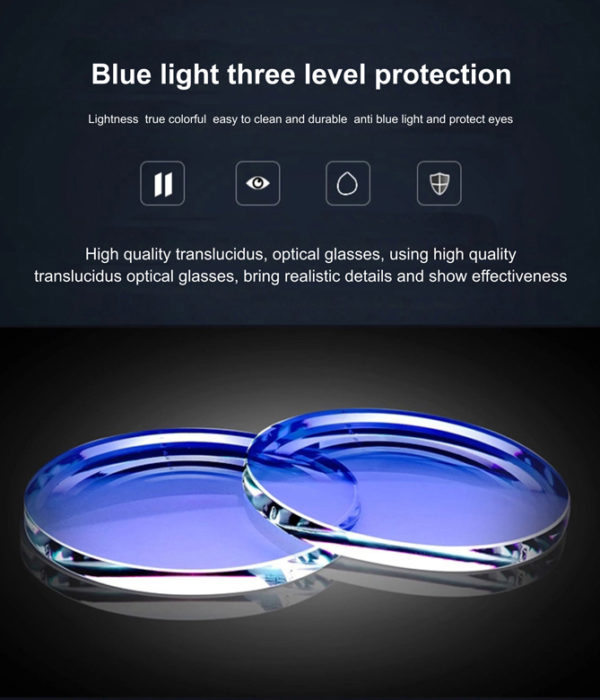 Blue light three level protection
Lightness true colorful easy to clean and durable anti blue light and protect eyes
High quality translucidus, optical glasses, using high quality
translucidus optical glasses, bring realistic details and show effectiveness